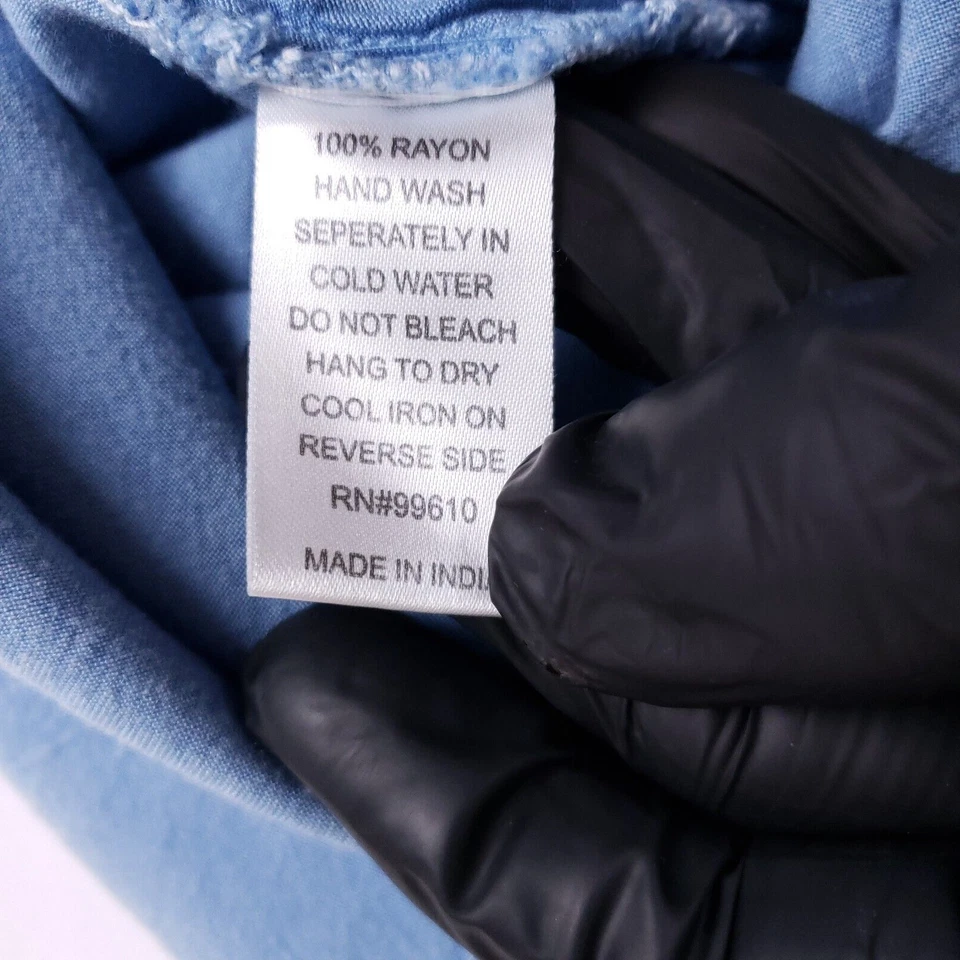 100% RAYON
HAND WASH
SEPERATELY IN
COLD WATER
DO NOT BLEACH
HANG TO DRY
COOL IRON ON
REVERSE SIDE
RN#99610
MADE IN INDI